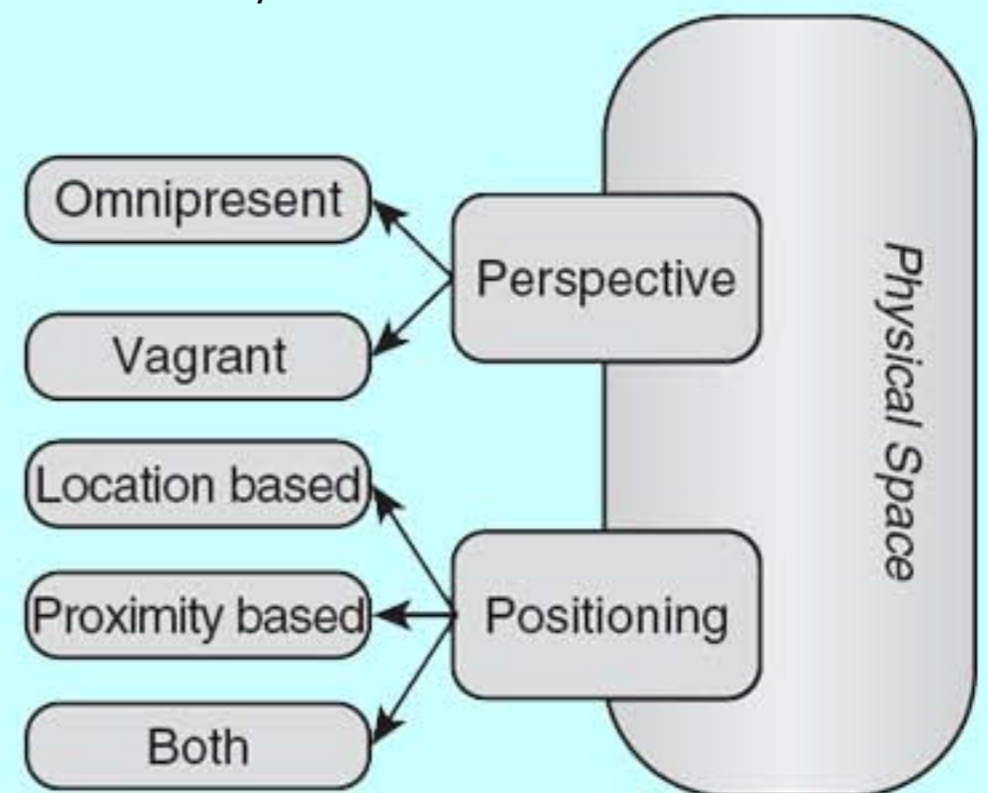 Omnipresent
Vagrant
Perspective
Location based
Proximity based
Both
Positioning
Physical Space